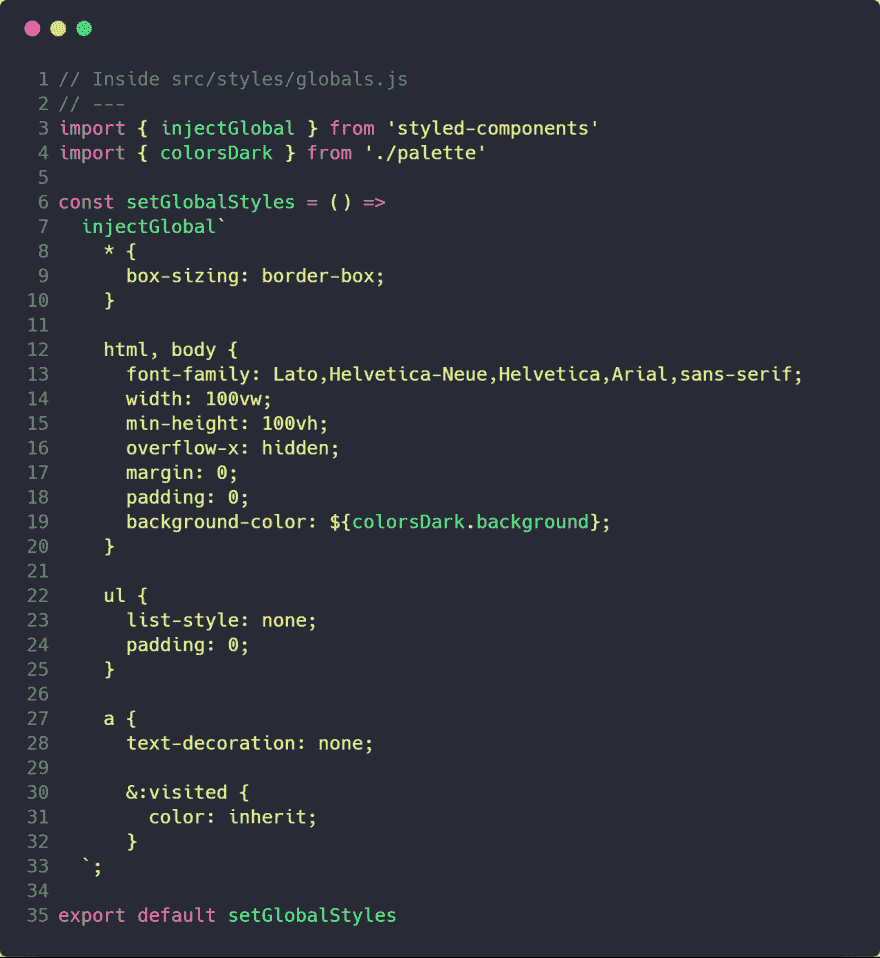 1 // Inside src/styles/globals.js
2 // ---
3 import { injectGlobal } from 'styled-components'
4 import { colorsDark } from './palette'
5
6 const setGlobalStyles = () =>
7   injectGlobal`
8     * {
9       box-sizing: border-box;
10     }
11
12     html, body {
13       font-family: Lato,Helvetica-Neue,Helvetica,Arial,sans-serif;
14       width: 100vw;
15       min-height: 100vh;
16       overflow-x: hidden;
17       margin: 0;
18       padding: 0;
19       background-color: ${colorsDark.background};
20     }
21
22     ul {
23       list-style: none;
24       padding: 0;
25     }
26
27     a {
28       text-decoration: none;
29
30       &:visited {
31         color: inherit;
32       }
33   `;
34
35 export default setGlobalStyles